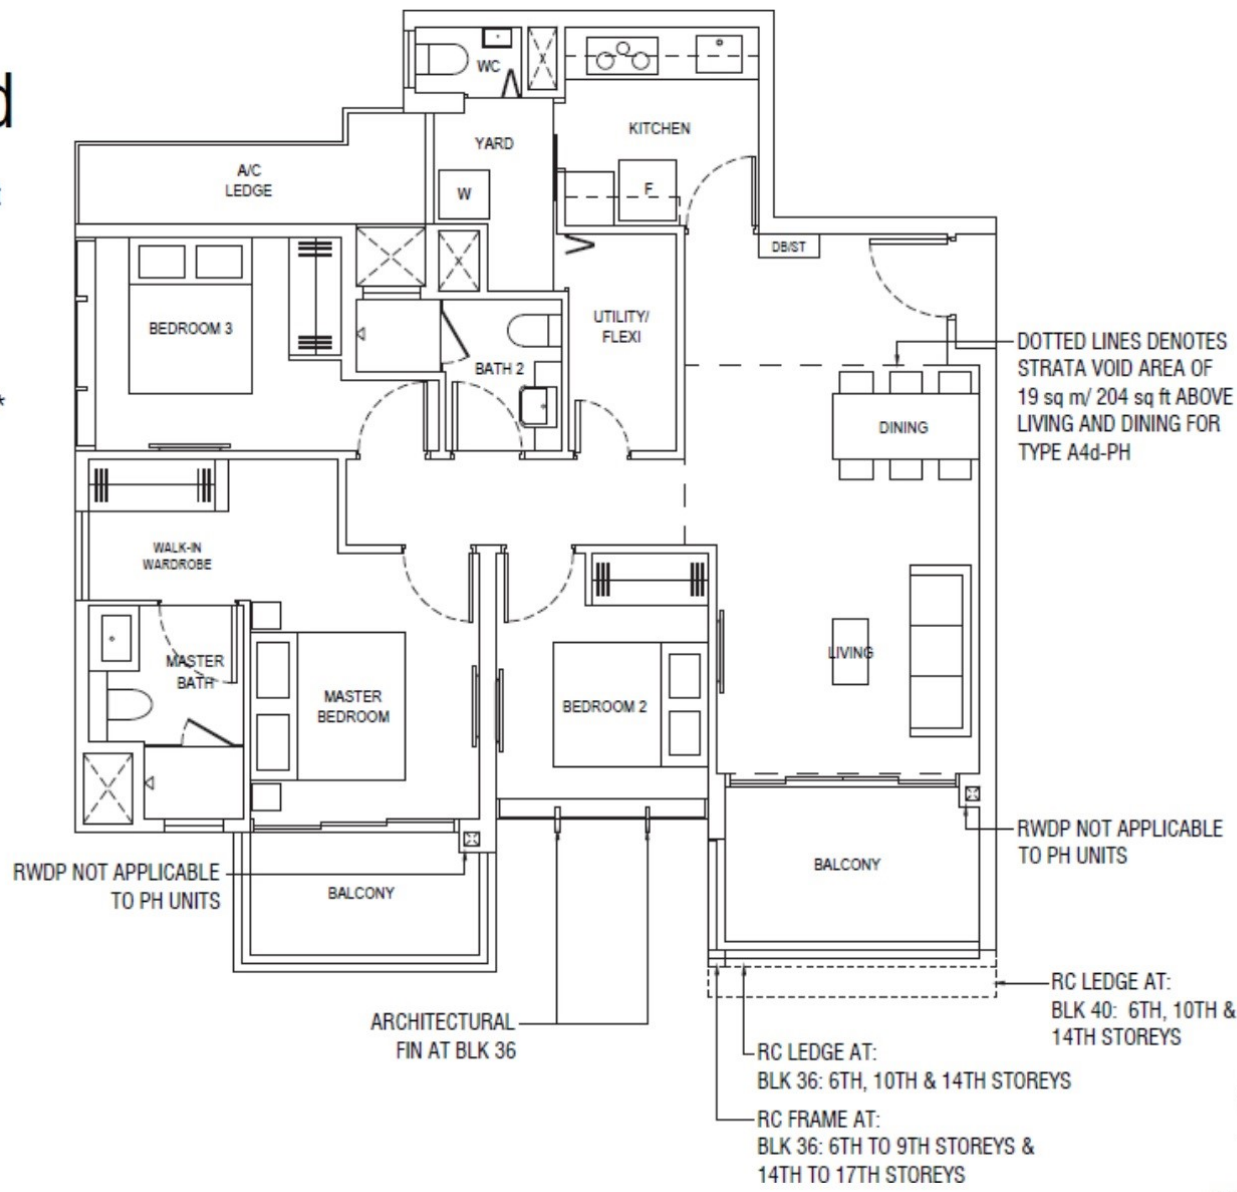 d
*
WC
KITCHEN
YARD
A/C
LEDGE
W
F
DB/ST
BEDROOM 3
UTILITY/
FLEXI
BATH 2
DINING
DOTTED LINES DENOTES
STRATA VOID AREA OF
19 sq m/ 204 sq ft ABOVE
LIVING AND DINING FOR
TYPE A4d-PH
WALK-IN
WARDROBE
MASTER
BATH
MASTER
BEDROOM
BEDROOM 2
LIVING
RWDP NOT APPLICABLE
TO PH UNITS
BALCONY
BALCONY
RWDP NOT APPLICABLE
TO PH UNITS
ARCHITECTURAL
FIN AT BLK 36
RC LEDGE AT:
BLK 40: 6TH, 10TH &
14TH STOREYS
RC LEDGE AT:
BLK 36: 6TH, 10TH & 14TH STOREYS
RC FRAME AT:
BLK 36: 6TH TO 9TH STOREYS &
14TH TO 17TH STOREYS